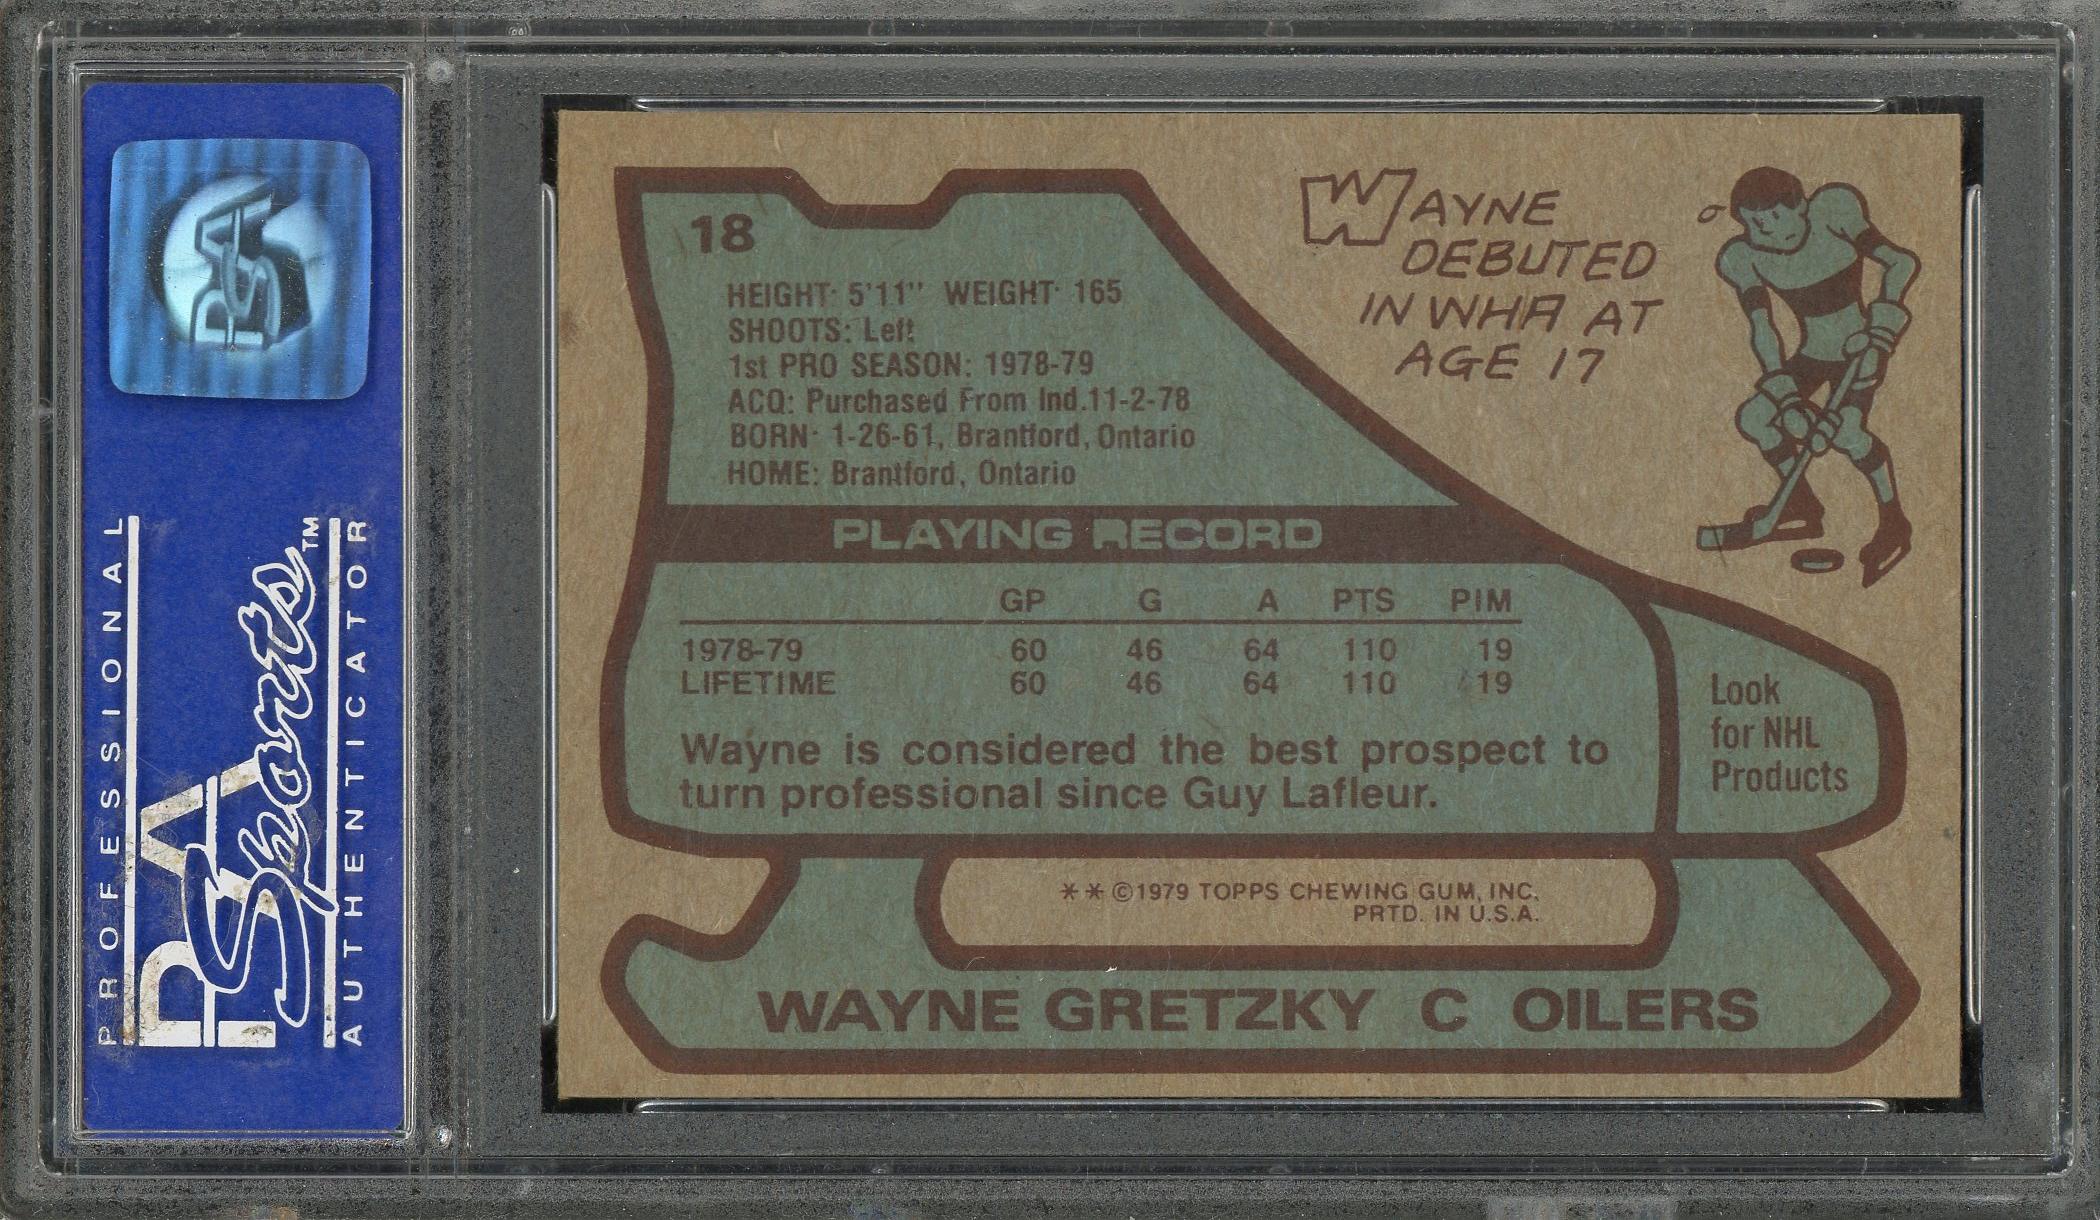 PROFESSIONAL
PSA
Sports™
AUTHENTICATOR
PSA
18
HEIGHT: 5'11" WEIGHT: 165
SHOOTS: Left
1st PRO SEASON: 1978-79
ACQ: Purchased From Ind.11-2-78
BORN: 1-26-61, Brantford, Ontario
HOME: Brantford, Ontario
WAYNE
DEBUTED
IN WHA AT
AGE 17
PLAYING RECORD
GP G A PTS PIM
1978-79 60 46 64 110 19
LIFETIME 60 46 64 110 19
Wayne is considered the best prospect to
turn professional since Guy Lafleur.
Look
for NHL
Products
**©1979 TOPPS CHEWING GUM, INC.
PRTD. IN U.S.A.
WAYNE GRETZKY C OILERS